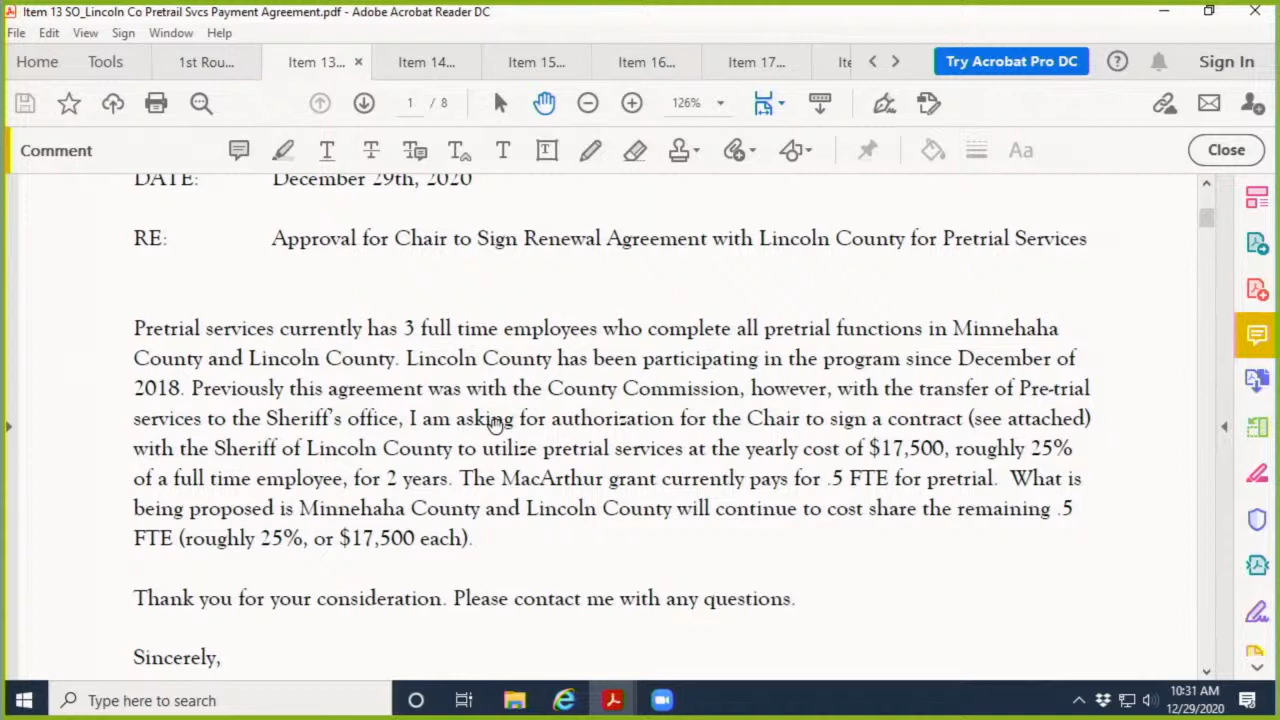 Item 13 SO_Lincoln Co Pretrail Svcs Payment Agreement.pdf - Adobe Acrobat Reader DC
File Edit View Sign Window Help
Home Tools 1st Rou... Item 13... Item 14... Item 15... Item 16... Item 17... Ite Try Acrobat Pro DC Sign In
1 / 8 126%
Comment T T T T T Aa Close
DATE: December 29th, 2020
RE: Approval for Chair to Sign Renewal Agreement with Lincoln County for Pretrial Services
Pretrial services currently has 3 full time employees who complete all pretrial functions in Minnehaha
County and Lincoln County. Lincoln County has been participating in the program since December of
2018. Previously this agreement was with the County Commission, however, with the transfer of Pre-trial
services to the Sheriff's office, I am asking for authorization for the Chair to sign a contract (see attached)
with the Sheriff of Lincoln County to utilize pretrial services at the yearly cost of $17,500, roughly 25%
of a full time employee, for 2 years. The MacArthur grant currently pays for .5 FTE for pretrial. What is
being proposed is Minnehaha County and Lincoln County will continue to cost share the remaining .5
FTE (roughly 25%, or $17,500 each).
Thank you for your consideration. Please contact me with any questions.
Sincerely,
Type here to search
10:31 AM
12/29/2020